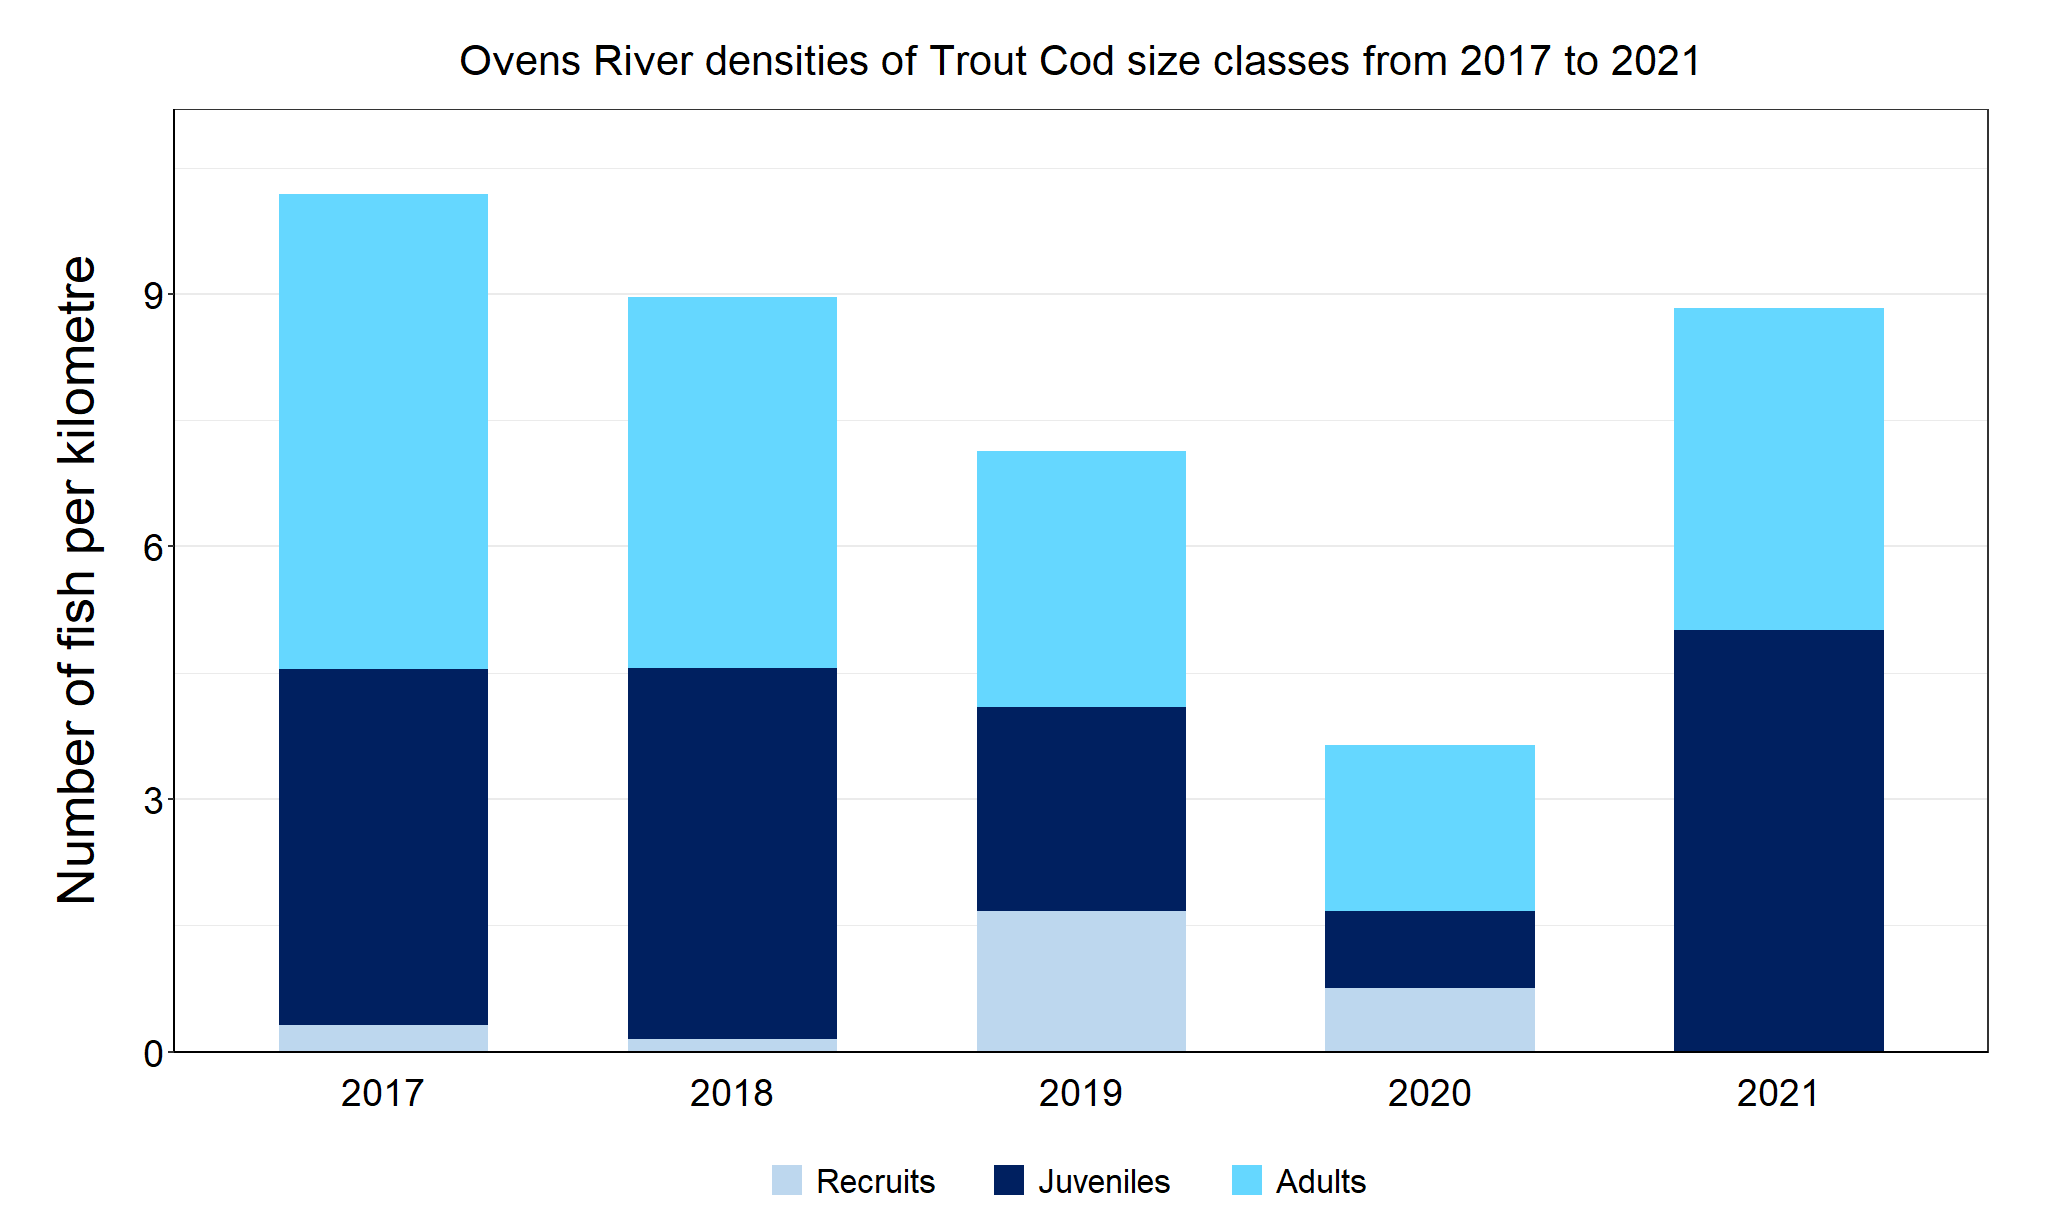 Ovens River densities of Trout Cod size classes from 2017 to 2021
Number of fish per kilometre
9
6
3
0
2017 2018 2019 2020 2021
Recruits Juveniles Adults